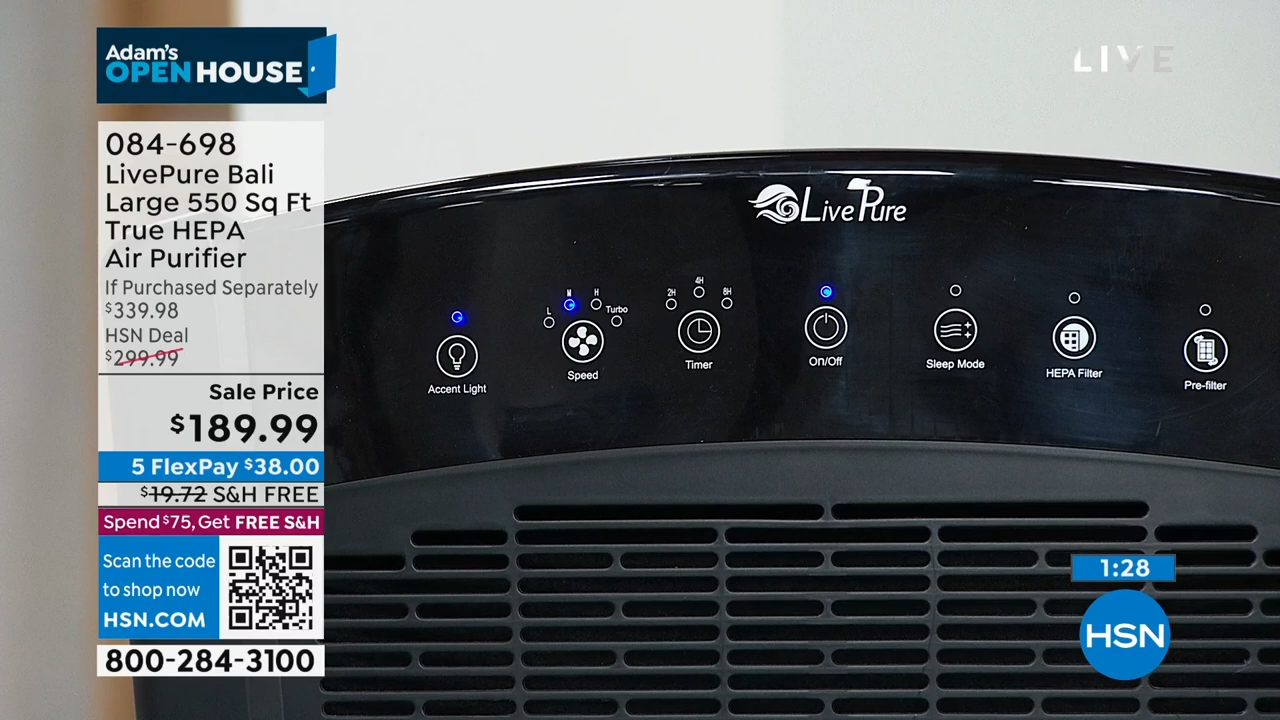 Adam's
OPEN HOUSE
LIVE
084-698
LivePure Bali
Large 550 Sq Ft
True HEPA
Air Purifier
If Purchased Separately
$339.98
HSN Deal
$299.99
Sale Price
$189.99
5 FlexPay $38.00
$19.72 S&H FREE
Spend $75, Get FREE S&H
Scan the code
to shop now
HSN.COM
800-284-3100
LivePure
L M H Turbo
2H 4H 8H
Accent Light
Speed
Timer
On/Off
Sleep Mode
HEPA Filter
Pre-filter
1:28
HSN